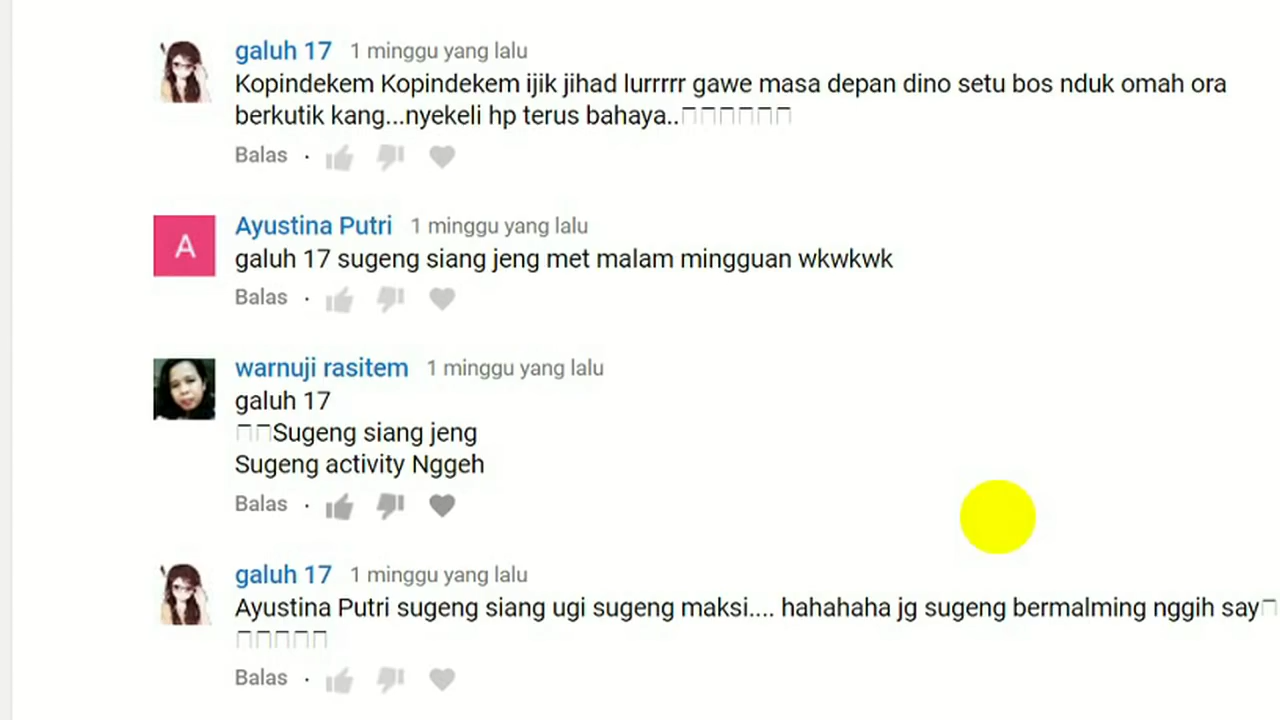 galuh 17 1 minggu yang lalu
Kopindekem Kopindekem ijik jihad lurrrrr gawe masa depan dino setu bos nduk omah ora
berkutik kang...nyekeli hp terus bahaya..
Balas ·
A
Ayustina Putri 1 minggu yang lalu
galuh 17 sugeng siang jeng met malam mingguan wkwkwk
Balas ·
warnuji rasitem 1 minggu yang lalu
galuh 17
Sugeng siang jeng
Sugeng activity Nggeh
Balas ·
galuh 17 1 minggu yang lalu
Ayustina Putri sugeng siang ugi sugeng maksi.... hahahaha jg sugeng bermalming nggih say
Balas ·